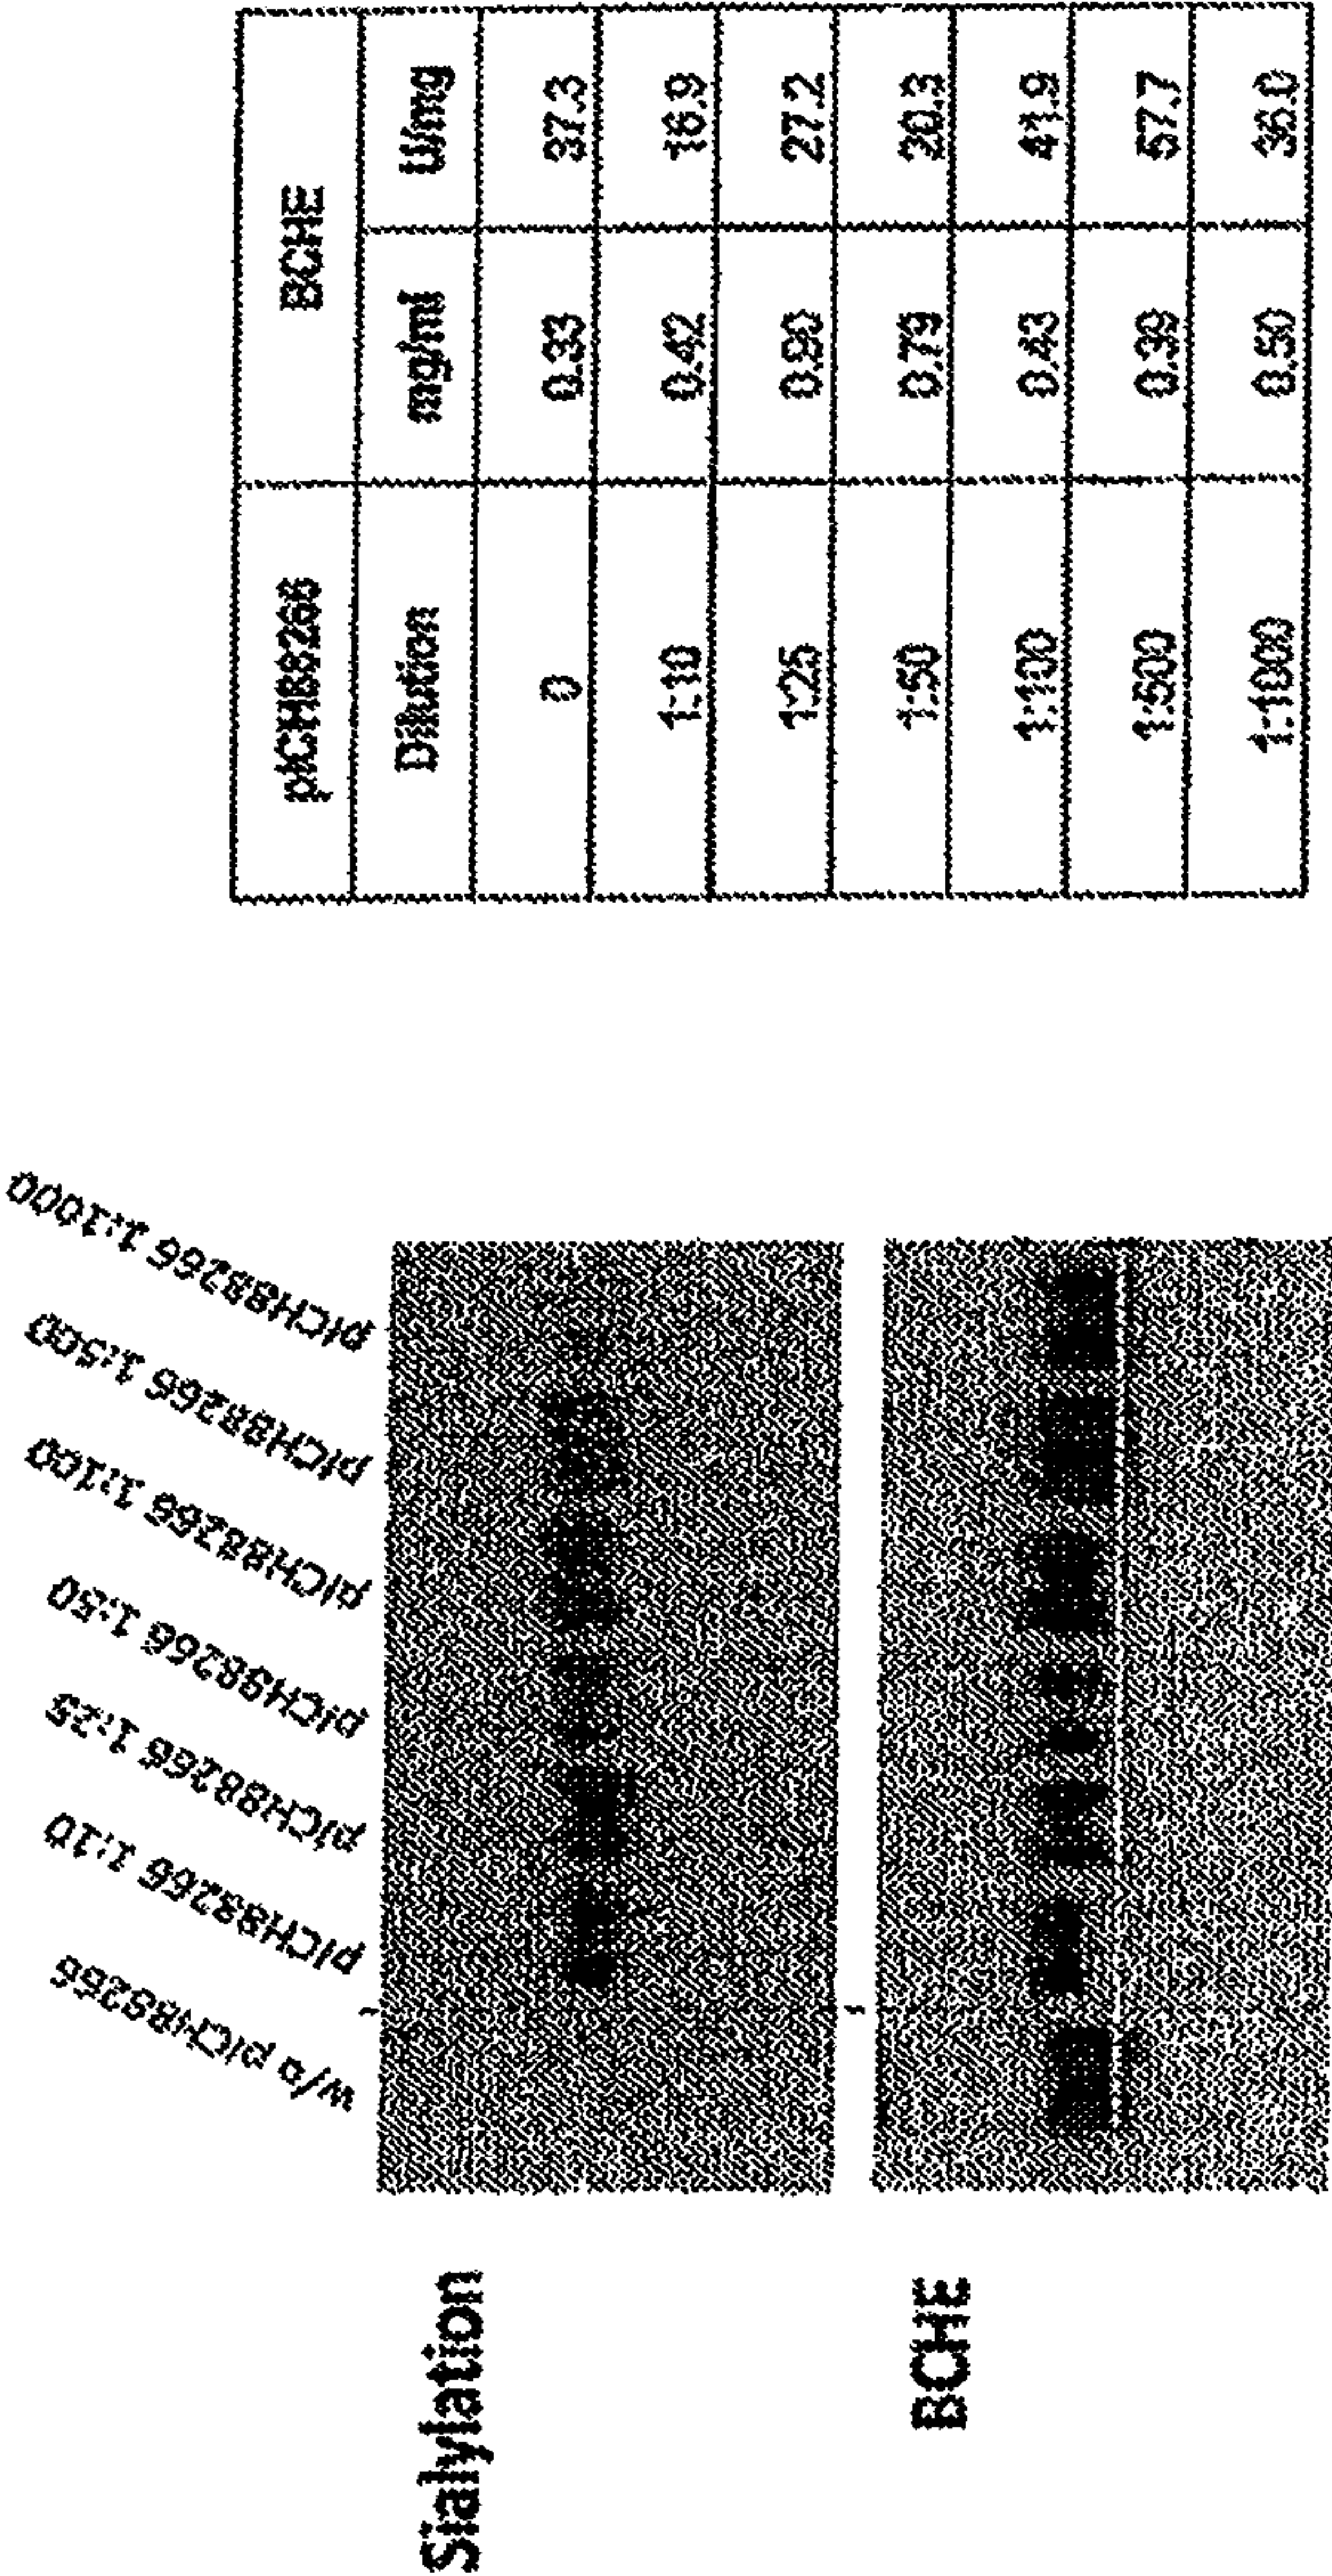 w/o pICH88266
pICH88266 1:10
pICH88266 1:25
pICH88266 1:50
pICH88266 1:100
pICH88266 1:500
pICH88266 1:1000
Sialylation
BCHE
pICH88266 BCHE
Dilution mg/ml U/mg
0 0.33 37.3
1:10 0.42 16.9
1:25 0.90 27.2
1:50 0.79
1:100 0.43 41.9
1:500 0.39 57.7
1:1000 0.50 36.0